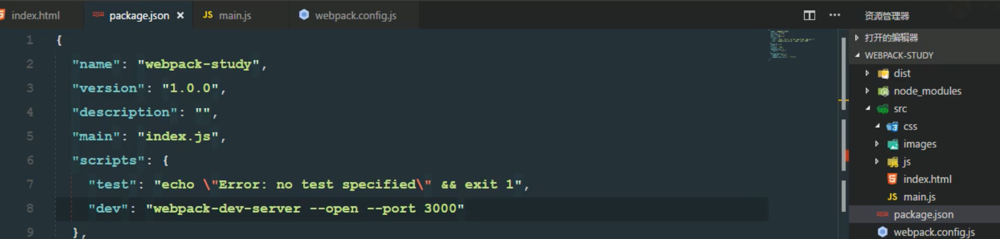 index.html package.json × JS main.js webpack.config.js ··· 资源管理器
1 {
2 "name": "webpack-study",
3 "version": "1.0.0",
4 "description": "",
5 "main": "index.js",
6 "scripts": {
7 "test": "echo \"Error: no test specified\" && exit 1",
8 "dev": "webpack-dev-server --open --port 3000"
9 },
打开的编辑器
WEBPACK-STUDY
dist
node_modules
src
css
images
js
index.html
JS main.js
package.json
webpack.config.js